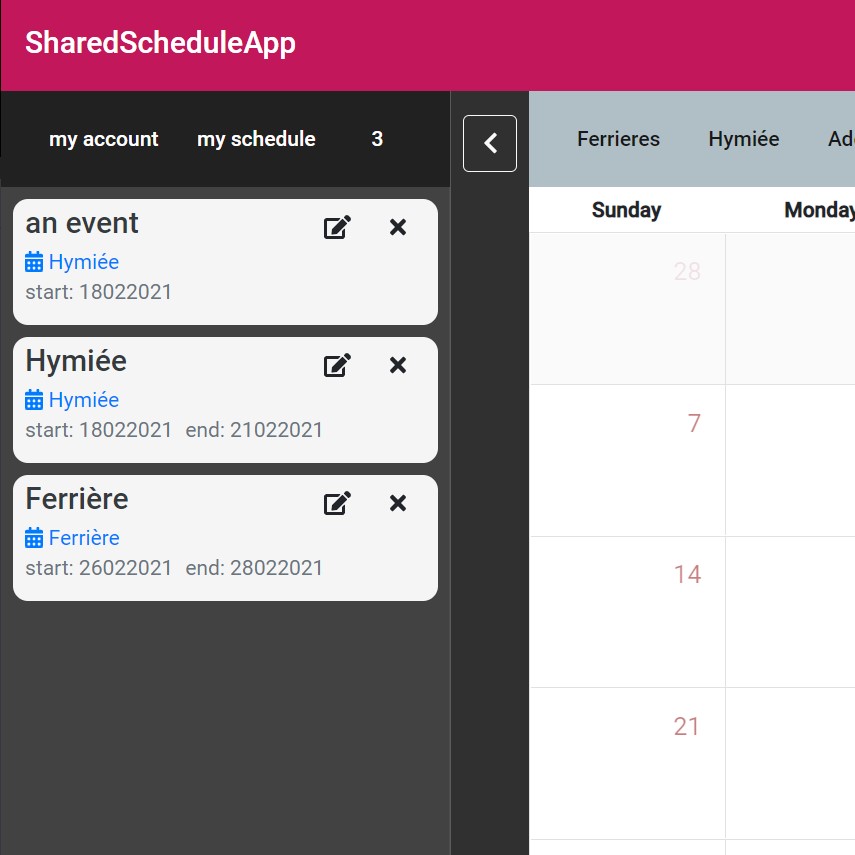 SharedScheduleApp
my account my schedule 3
an event
Hymiée
start: 18022021
Hymiée
Hymiée
start: 18022021 end: 21022021
Ferrière
Ferrière
start: 26022021 end: 28022021
Ferrieres Hymiée
Sunday Monday
28
7
14
21